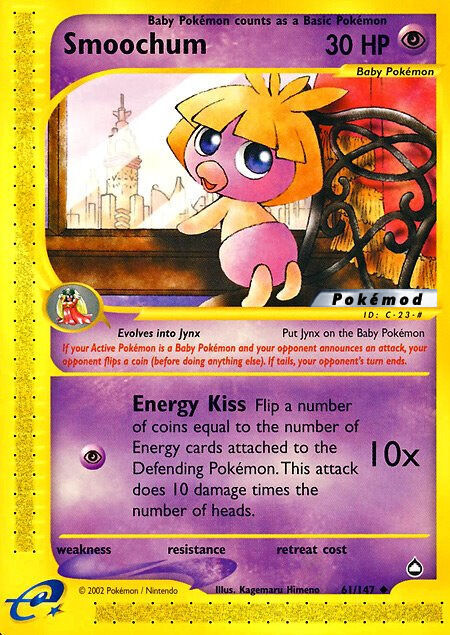 Baby Pokémon counts as a Basic Pokémon
Smoochum 30 HP
Baby Pokémon
Pokémod
ID: C-23-#
Evolves into Jynx Put Jynx on the Baby Pokémon
If your Active Pokémon is a Baby Pokémon and your opponent announces an attack, your
opponent flips a coin (before doing anything else). If tails, your opponent's turn ends.
Energy Kiss Flip a number
of coins equal to the number of
Energy cards attached to the
Defending Pokémon. This attack
does 10 damage times the
number of heads.
10x
weakness resistance retreat cost
© 2002 Pokémon / Nintendo Illus. Kagemaru Himeno 61/147
e